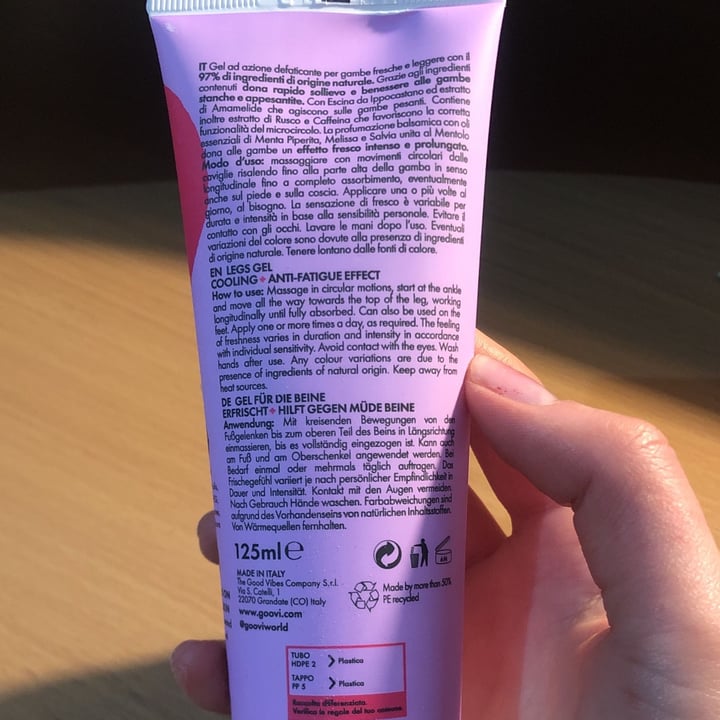 IT Gel ad azione defaticante per gambe fresche e leggere con il
97% di ingredienti di origine naturale. Grazie agli ingredienti
contenuti dona rapido sollievo e benessere alle gambe
stanche e appesantite. Con Escina da Ippocastano ed estratto
di Amamelide che agiscono sulle gambe pesanti. Contiene
inoltre estratto di Rusco e Caffeina che favoriscono la corretta
funzionalità del microcircolo. La profumazione balsamica con oli
essenziali di Menta Piperita, Melissa e Salvia unita al Mentolo
dona alle gambe un effetto fresco intenso e prolungato.
Modo d'uso: massaggiare con movimenti circolari dalle
caviglie risalendo fino alla parte alta della gamba in senso
longitudinale fino a completo assorbimento, eventualmente
anche sul piede e sulla coscia. Applicare una o più volte al
giorno, al bisogno. La sensazione di fresco è variabile per
durata e intensità in base alla sensibilità personale. Evitare il
contatto con gli occhi. Lavare le mani dopo l'uso. Eventuali
variazioni del colore sono dovute alla presenza di ingredienti
di origine naturale. Tenere lontano dalle fonti di calore.
EN LEGS GEL
COOLING + ANTI-FATIGUE EFFECT
How to use: Massage in circular motions, start at the ankle
and move all the way towards the top of the leg, working
longitudinally until fully absorbed. Can also be used on the
feet. Apply one or more times a day, as required. The feeling
of freshness varies in duration and intensity in accordance
with individual sensitivity. Avoid contact with the eyes. Wash
hands after use. Any colour variations are due to the
presence of ingredients of natural origin. Keep away from
heat sources.
DE GEL FÜR DIE BEINE
ERFRISCHT + HILFT GEGEN MÜDE BEINE
Anwendung: Mit kreisenden Bewegungen von den
Fußgelenken bis zum oberen Teil des Beins in Längsrichtung
einmassieren, bis es vollständig eingezogen ist. Kann auch
am Fuß und am Oberschenkel angewendet werden. Bei
Bedarf einmal oder mehrmals täglich auftragen. Das
Frischegefühl variiert je nach persönlicher Empfindlichkeit in
Dauer und Intensität. Kontakt mit den Augen vermeiden.
Nach Gebrauch Hände waschen. Farbabweichungen sind
aufgrund des Vorhandenseins von natürlichen Inhaltsstoffen.
Von Wärmequellen fernhalten.
125ml e
MADE IN ITALY
The Good Vibes Company S.r.l.
Via S. Catelli, 1
22070 Grandate (CO) Italy
www.goovi.com
@gooviworld
6M
Made by more than 50%
PE recycled
TUBO
HDPE 2 > Plastica
TAPPO
PP 5 > Plastica
Raccolta differenziata.
Verifica le regole del tuo comune.